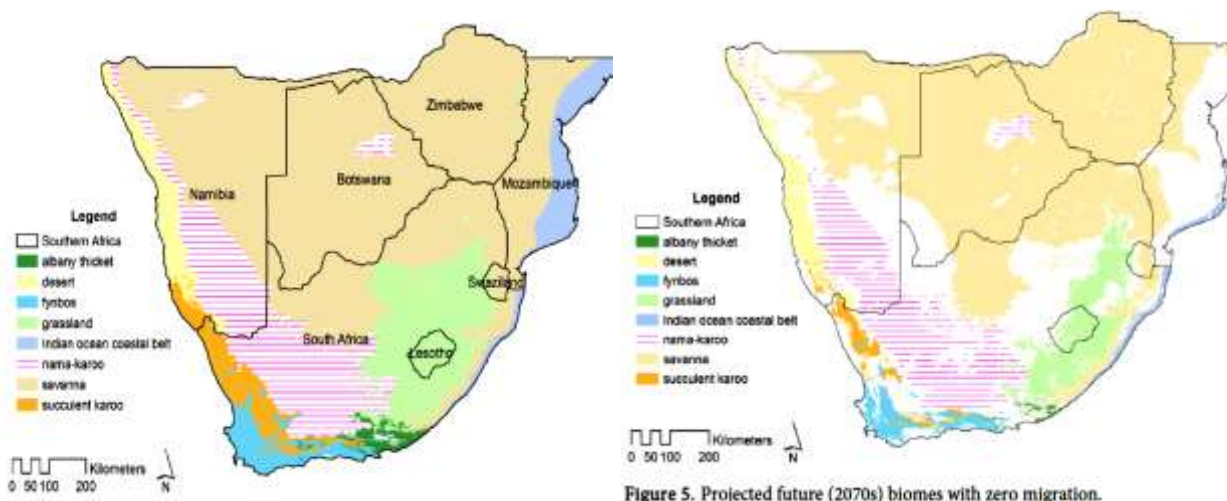 Zimbabwe
Namibia
Botswana
Mozambiquen
Swaziland
South Africa
Lesotho
Legend
Southern Africa
albany thicket
desert
fynbos
grassland
Indian ocean coastal belt
nama-karoo
savanna
succulent karoo
Kilometers
0 50 100 200
N
Legend
Southern Africa
albany thicket
desert
fynbos
grassland
Indian ocean coastal belt
nama-karoo
savanna
succulent karoo
Kilometers
0 50 100 200
N
Figure 5. Projected future (2070s) biomes with zero migration.